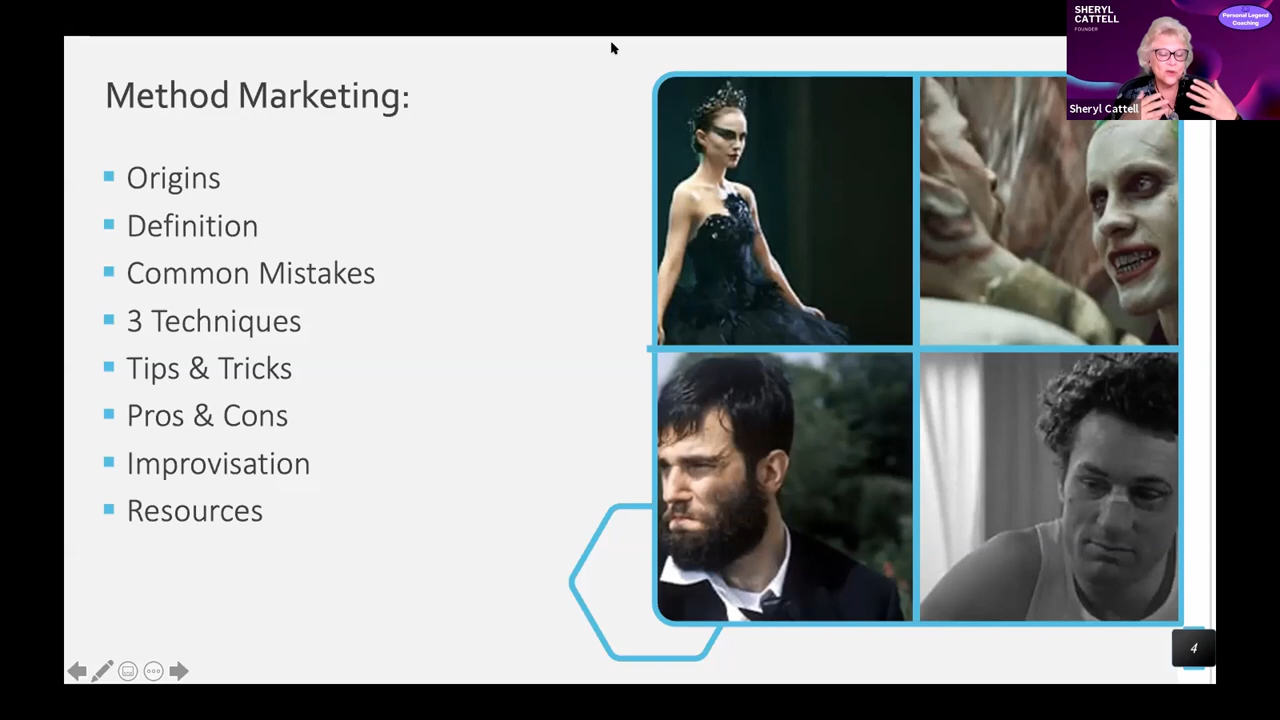 Method Marketing:
Origins
Definition
Common Mistakes
3 Techniques
Tips & Tricks
Pros & Cons
Improvisation
Resources
SHERYL
CATTELL
FOUNDER
Personal Legend
Coaching
Sheryl Cattell
4